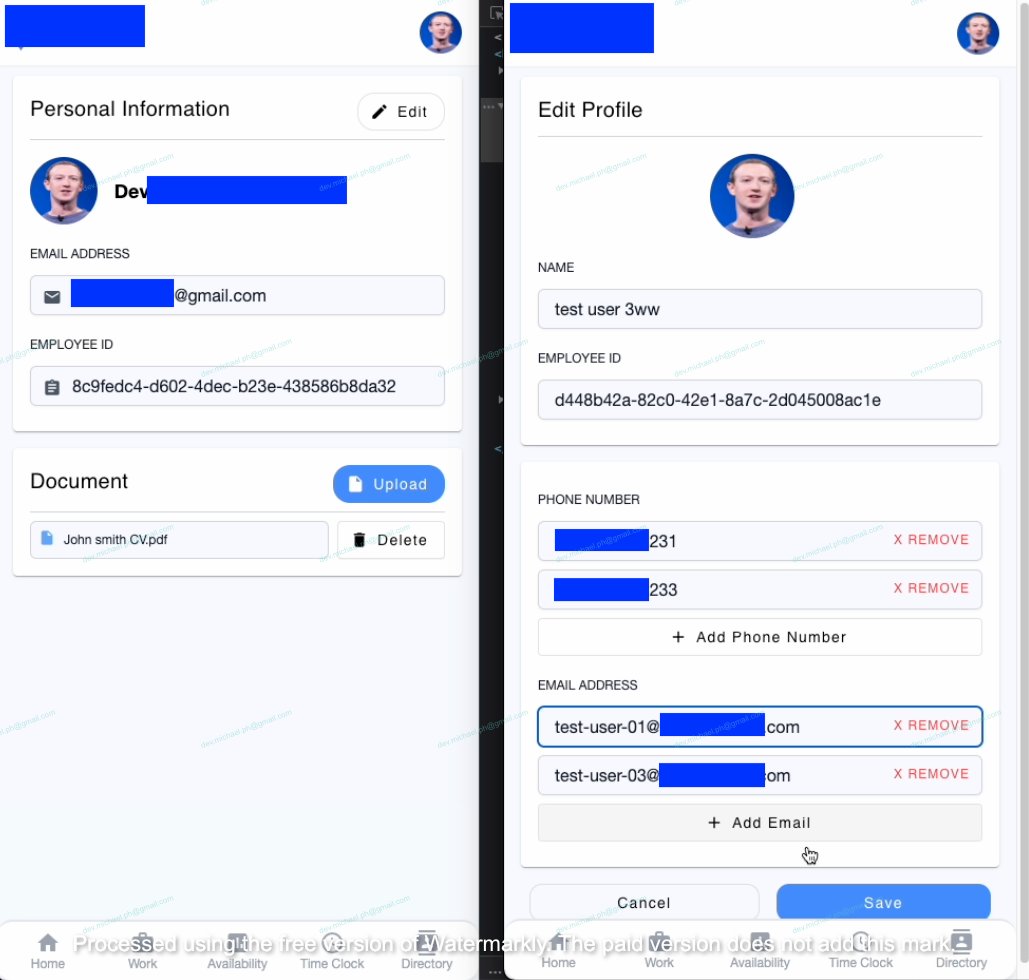 Personal Information
Edit
Dev
EMAIL ADDRESS
@gmail.com
EMPLOYEE ID
8c9fedc4-d602-4dec-b23e-438586b8da32
Document
Upload
John smith CV.pdf
Delete
Home
Work
Availability
Time Clock
Directory
Edit Profile
NAME
test user 3ww
EMPLOYEE ID
d448b42a-82c0-42e1-8a7c-2d045008ac1e
PHONE NUMBER
231
X REMOVE
233
X REMOVE
+ Add Phone Number
EMAIL ADDRESS
test-user-01@ .com
X REMOVE
test-user-03@ om
X REMOVE
+ Add Email
Cancel
Save
Home
Work
Availability
Time Clock
Directory
Processed using the free version of Watermarkly. The paid version does not add this mark.
dev.michael.ph@gmail.com